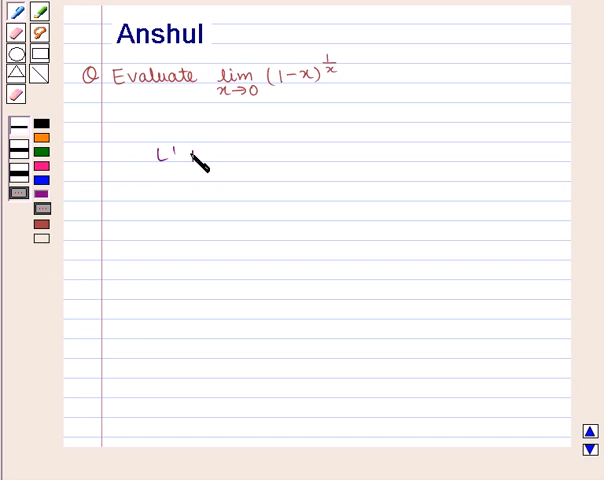 Anshul
Q Evaluate lim x→0 (1-x)^(1/x)
L'